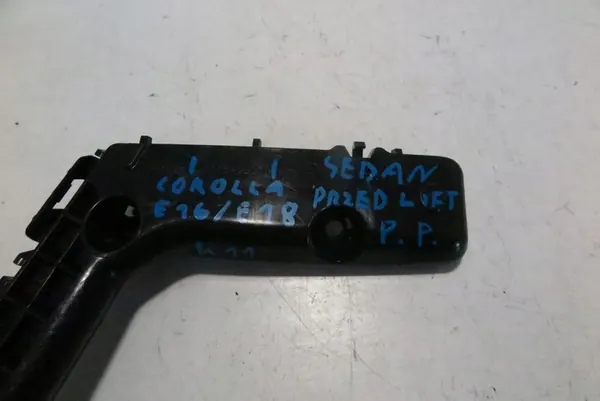 I I SEDAN
COROLLA PRZED LIFT
E16/E18 P.P.